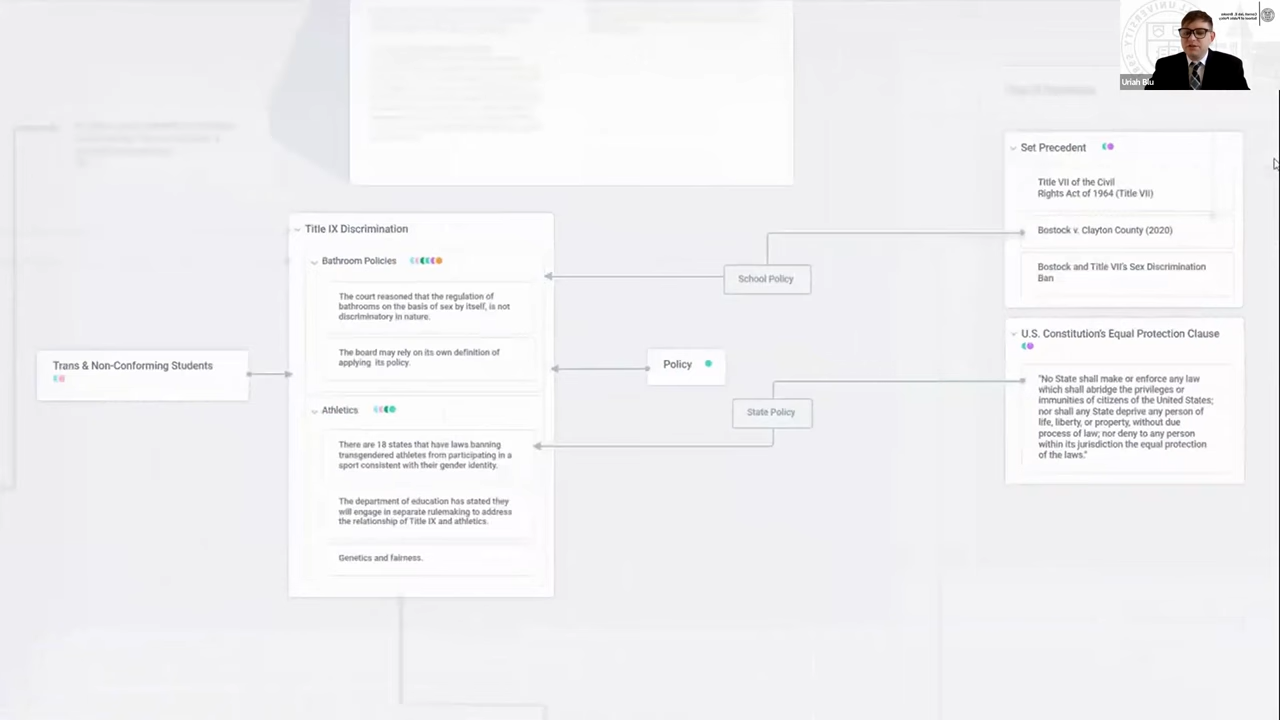 Uriah Blu
Trans & Non-Conforming Students
Title IX Discrimination
Bathroom Policies
The court reasoned that the regulation of
bathrooms on the basis of sex by itself, is not
discriminatory in nature.
The board may rely on its own definition of
applying its policy.
Athletics
There are 18 states that have laws banning
transgendered athletes from participating in a
sport consistent with their gender identity.
The department of education has stated they
will engage in separate rulemaking to address
the relationship of Title IX and athletics.
Genetics and fairness.
School Policy
Policy
State Policy
Set Precedent
Title VII of the Civil
Rights Act of 1964 (Title VII)
Bostock v. Clayton County (2020)
Bostock and Title VII's Sex Discrimination
Ban
U.S. Constitution's Equal Protection Clause
"No State shall make or enforce any law
which shall abridge the privileges or
immunities of citizens of the United States;
nor shall any State deprive any person of
life, liberty, or property, without due
process of law; nor deny to any person
within its jurisdiction the equal protection
of the laws."